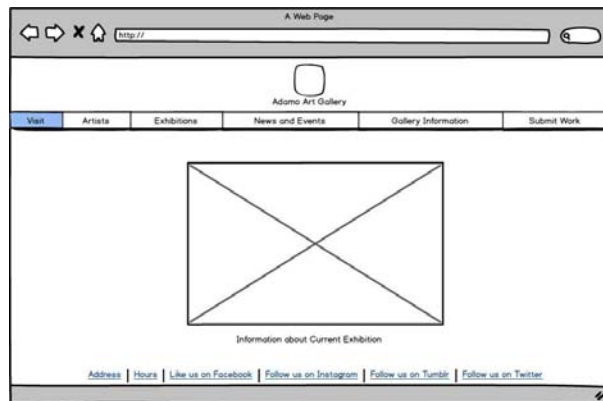 A Web Page
http://
Adamo Art Gallery
Visit Artists Exhibitions News and Events Gallery Information Submit Work
Information about Current Exhibition
Address | Hours | Like us on Facebook | Follow us on Instagram | Follow us on Tumblr | Follow us on Twitter